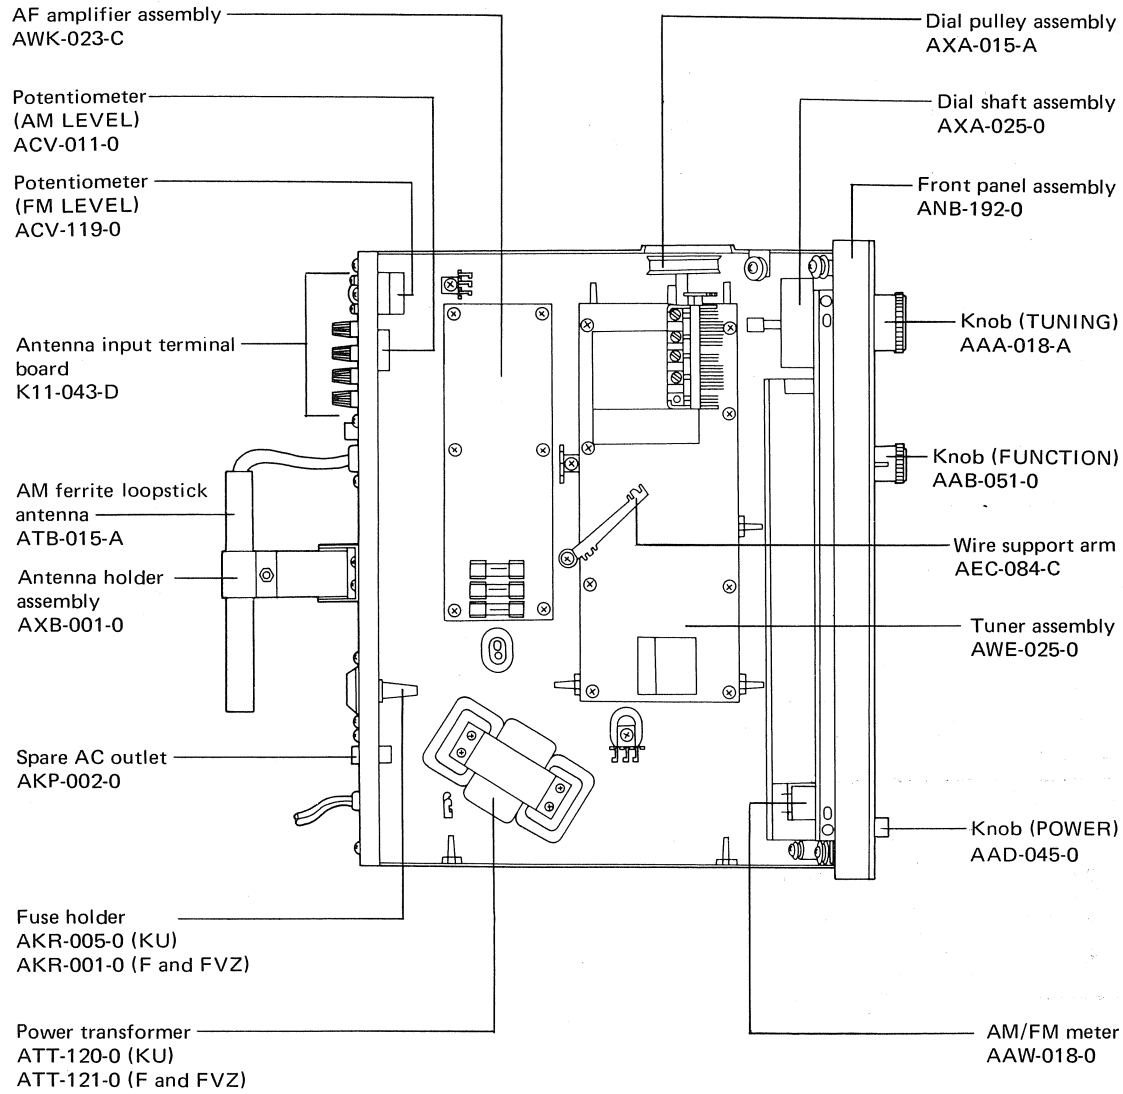 AF amplifier assembly
AWK-023-C
Potentiometer
(AM LEVEL)
ACV-011-0
Potentiometer
(FM LEVEL)
ACV-119-0
Antenna input terminal
board
K11-043-D
AM ferrite loopstick
antenna
ATB-015-A
Antenna holder
assembly
AXB-001-0
Spare AC outlet
AKP-002-0
Fuse holder
AKR-005-0 (KU)
AKR-001-0 (F and FVZ)
Power transformer
ATT-120-0 (KU)
ATT-121-0 (F and FVZ)
Dial pulley assembly
AXA-015-A
Dial shaft assembly
AXA-025-0
Front panel assembly
ANB-192-0
Knob (TUNING)
AAA-018-A
Knob (FUNCTION)
AAB-051-0
Wire support arm
AEC-084-C
Tuner assembly
AWE-025-0
Knob (POWER)
AAD-045-0
AM/FM meter
AAW-018-0